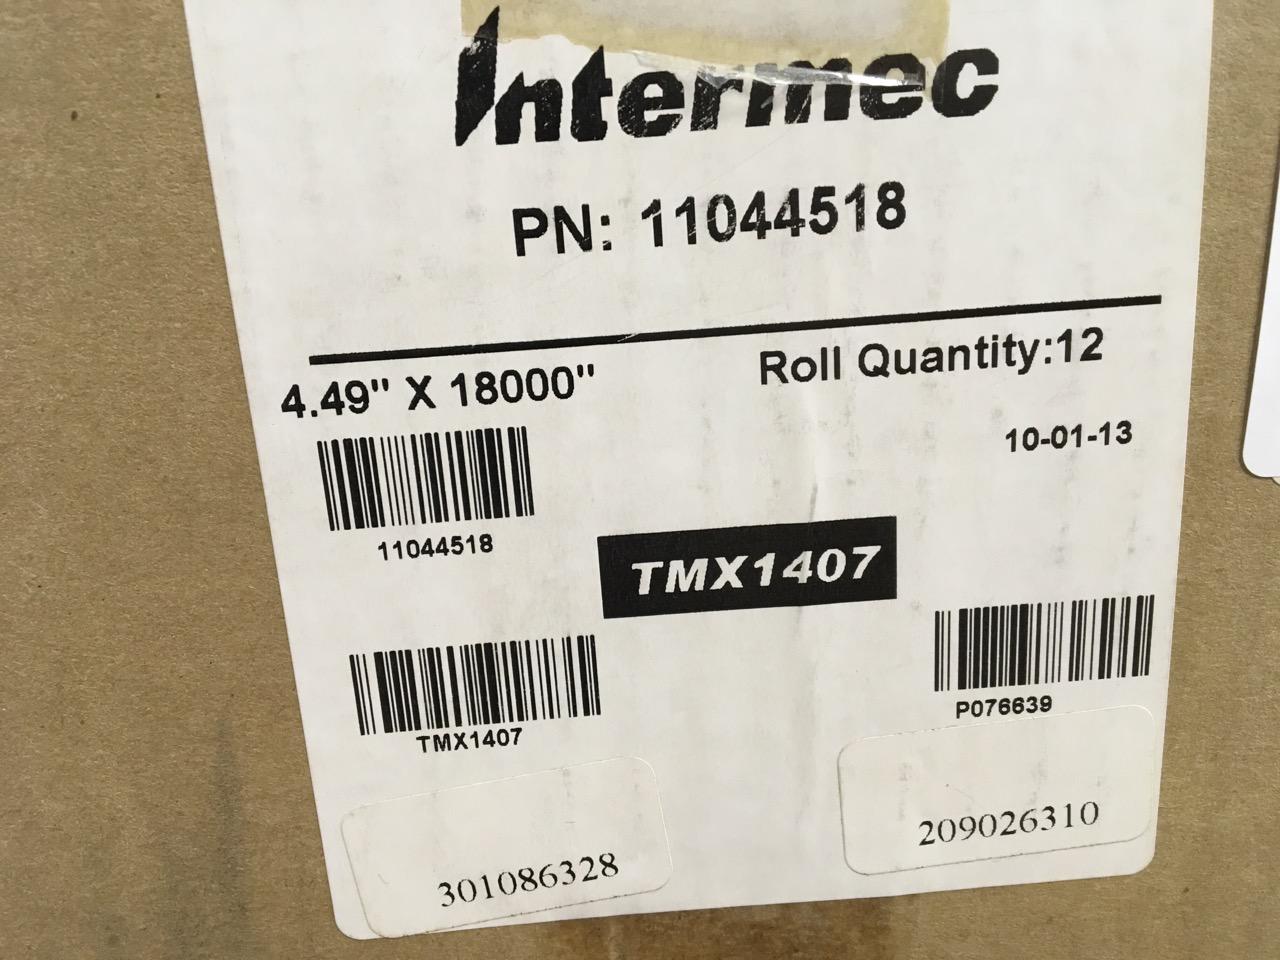 Intermec
PN: 11044518
4.49" X 18000"
Roll Quantity:12
10-01-13
11044518
TMX1407
TMX1407
P076639
301086328
209026310